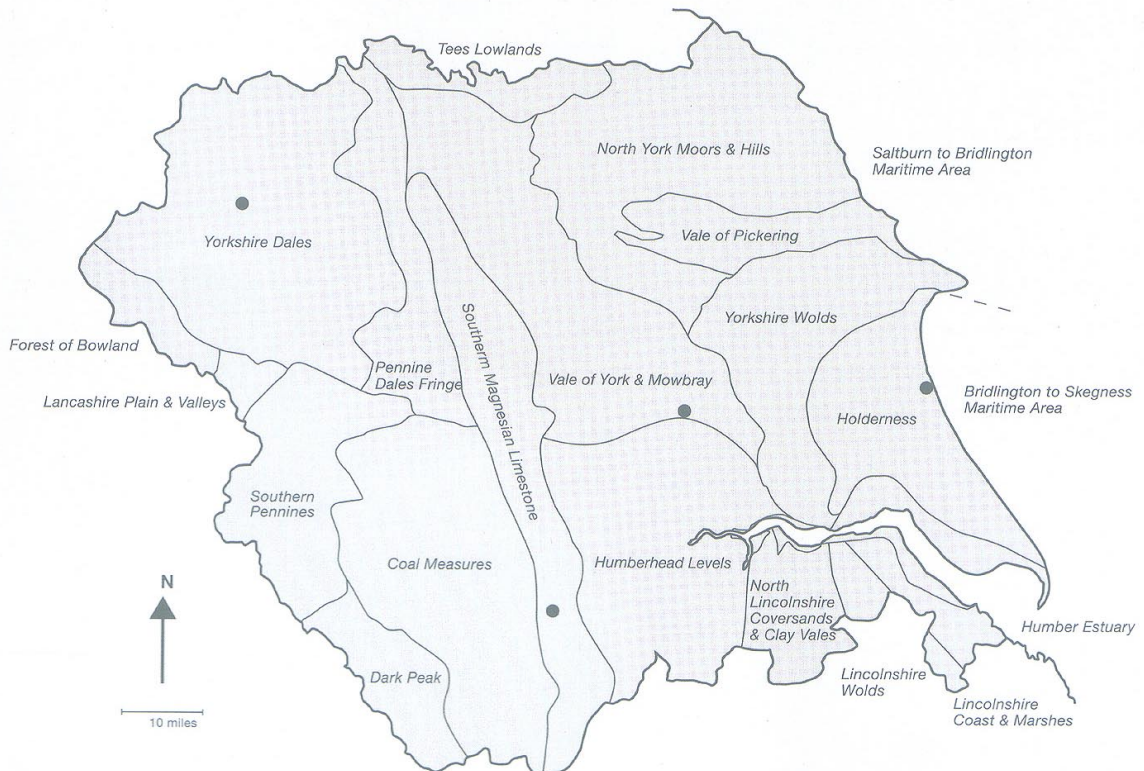 Tees Lowlands
North York Moors & Hills
Saltburn to Bridlington
Maritime Area
Yorkshire Dales
Vale of Pickering
Yorkshire Wolds
Forest of Bowland
Lancashire Plain & Valleys
Pennine
Dales Fringe
Southerm Magnesian Limestone
Vale of York & Mowbray
Bridlington to Skegness
Maritime Area
Holderness
Southern
Pennines
Coal Measures
Humberhead Levels
North
Lincolnshire
Coversands
& Clay Vales
N
Humber Estuary
Dark Peak
Lincolnshire
Wolds
Lincolnshire
Coast & Marshes
10 miles